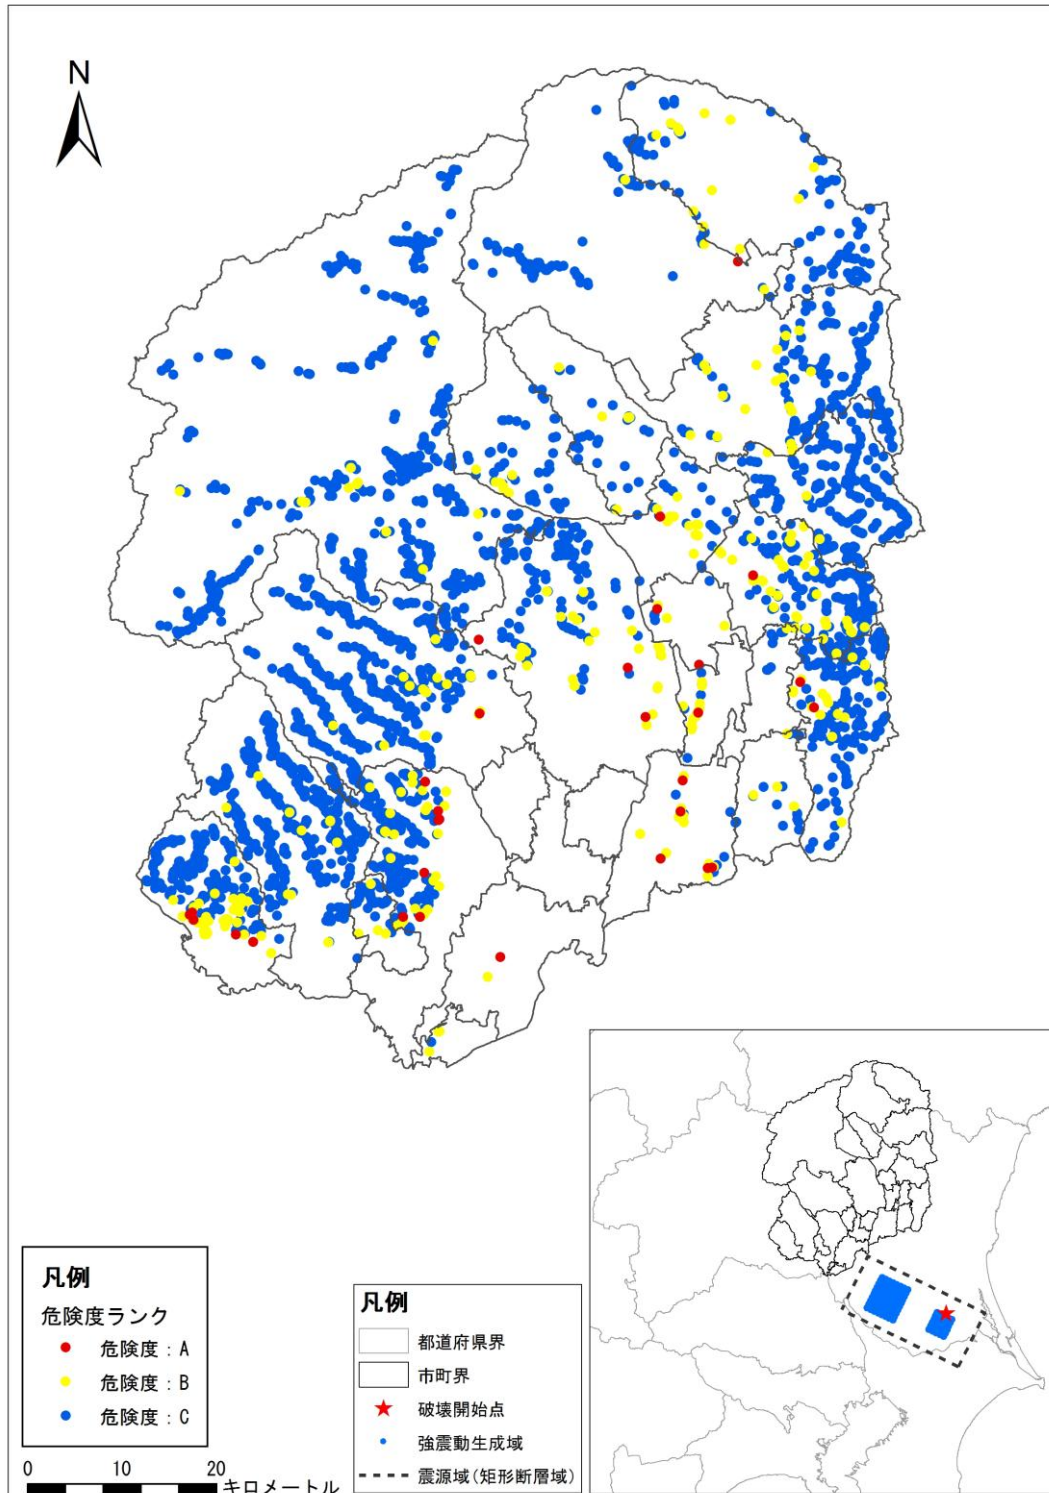 N
凡例
危険度ランク
危険度：A
危険度：B
危険度：C
0 10 20
キロメートル
凡例
都道府県界
市町界
破壊開始点
強震動生成域
震源域（矩形断層域）